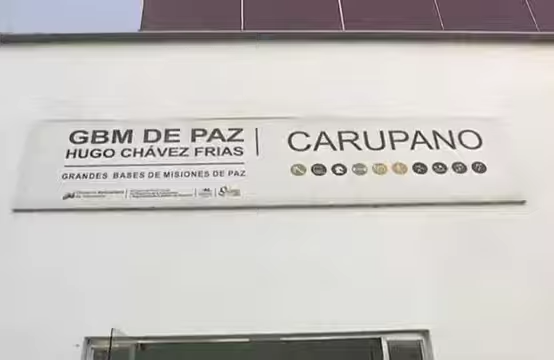 GBM DE PAZ
HUGO CHÁVEZ FRIAS
GRANDES BASES DE MISIONES DE PAZ
CARUPANO